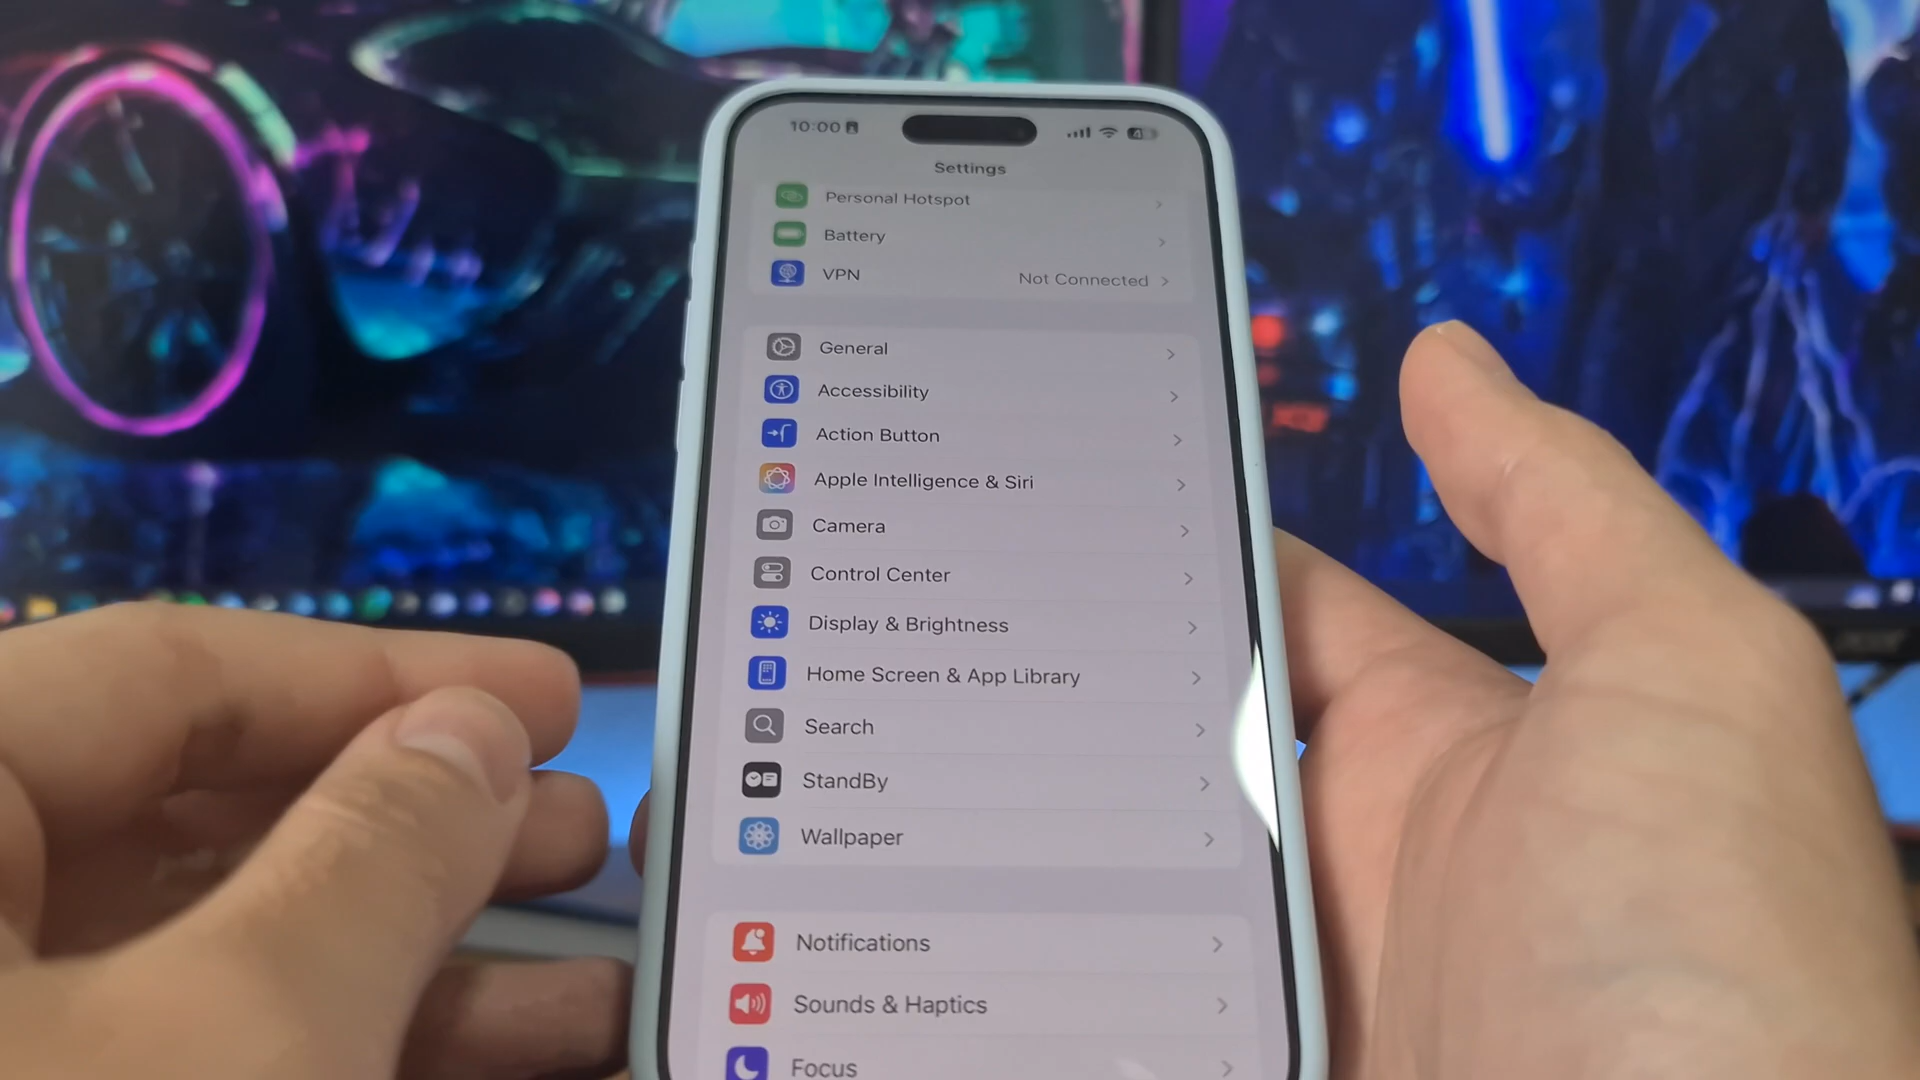 10:00
Settings
Personal Hotspot
Battery
VPN Not Connected
General
Accessibility
Action Button
Apple Intelligence & Siri
Camera
Control Center
Display & Brightness
Home Screen & App Library
Search
StandBy
Wallpaper
Notifications
Sounds & Haptics
Focus